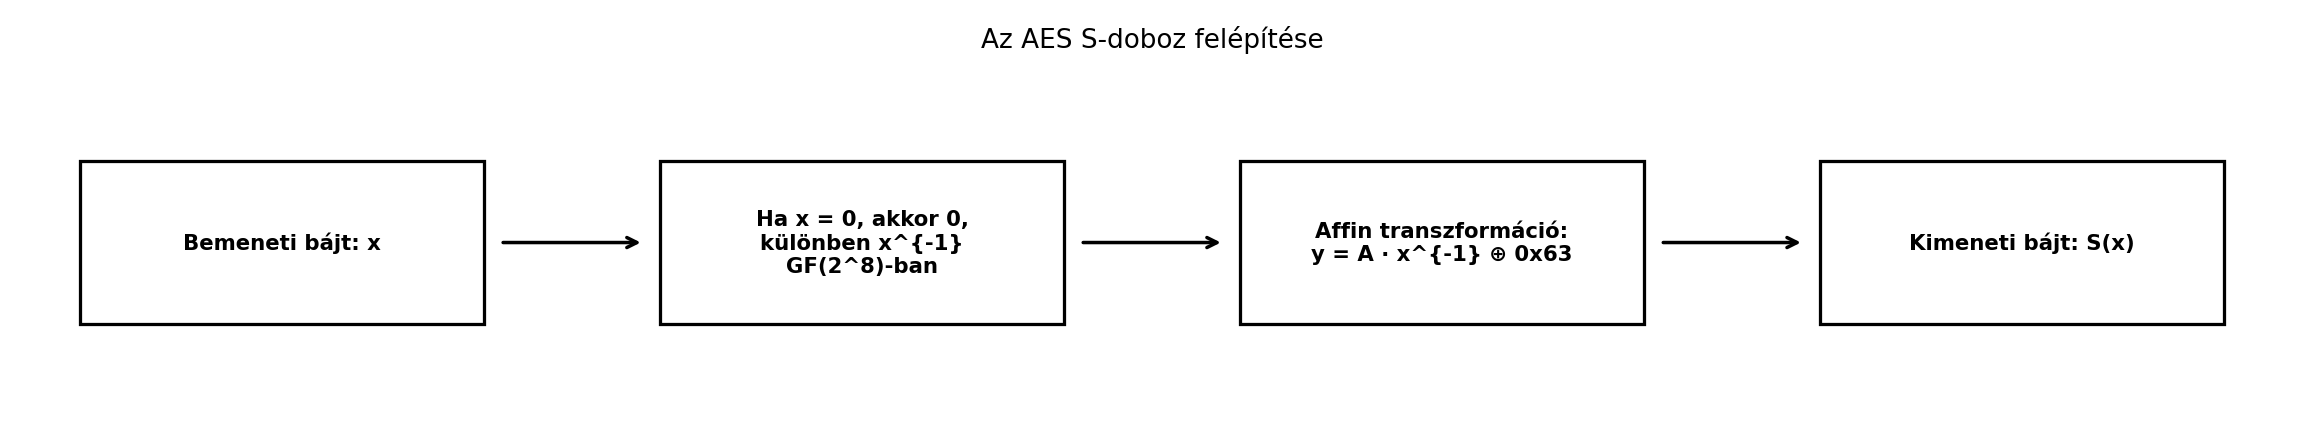 Az AES S-doboz felépítése
Bemeneti bájt: x
Ha x = 0, akkor 0,
különben x^{-1}
GF(2^8)-ban
Affin transzformáció:
y = A · x^{-1} ⊕ 0x63
Kimeneti bájt: S(x)